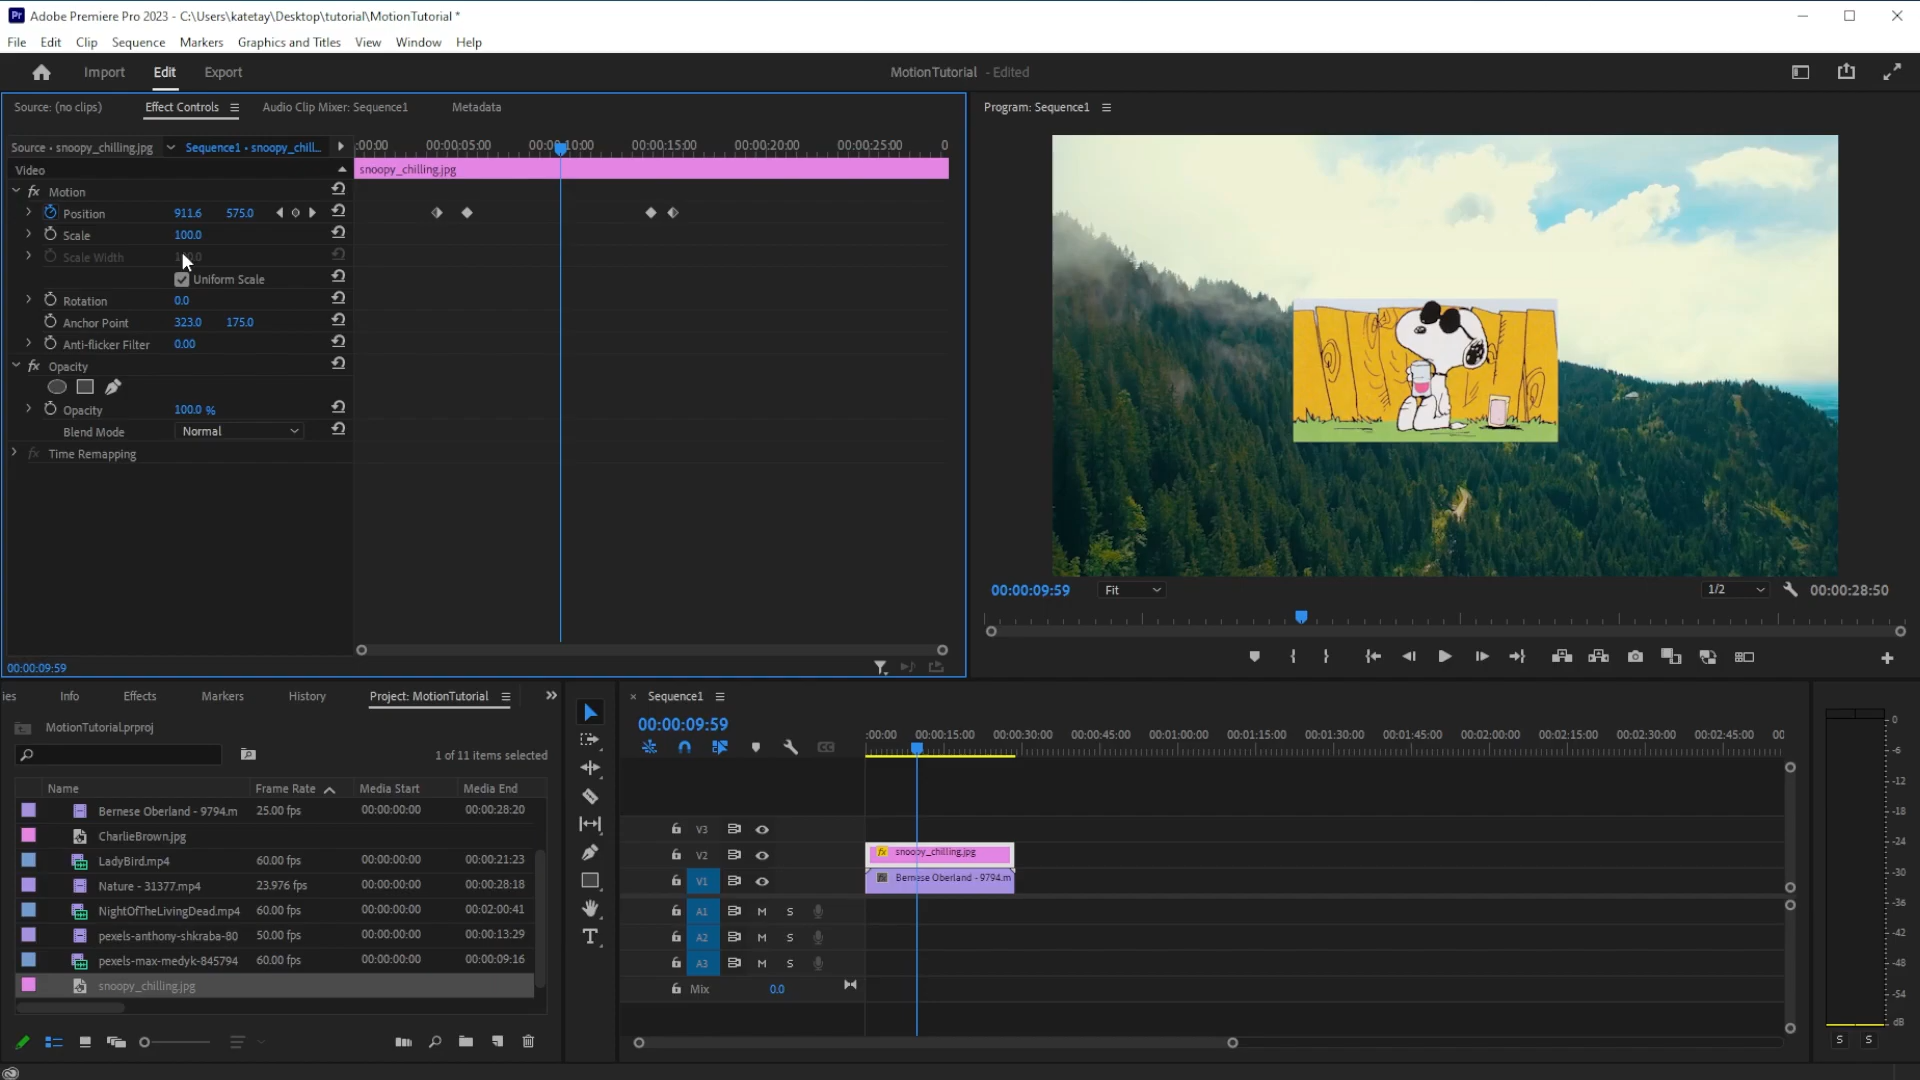 Adobe Premiere Pro 2023 - C:\Users\katetay\Desktop\tutorial\MotionTutorial *
File Edit Clip Sequence Markers Graphics and Titles View Window Help
Import Edit Export
MotionTutorial - Edited
Source: (no clips) Effect Controls Audio Clip Mixer: Sequence1 Metadata
Program: Sequence1
Source • snoopy_chilling.jpg Sequence1 • snoopy_chill...
:00:00 00:00:05:00 00:00:10:00 00:00:15:00 00:00:20:00 00:00:25:00 0
Video
snoopy_chilling.jpg
fx Motion
Position 911.6 575.0
Scale 100.0
Scale Width
Uniform Scale
Rotation 0.0
Anchor Point 323.0 175.0
Anti-flicker Filter 0.00
fx Opacity
Opacity 100.0 %
Blend Mode Normal
fx Time Remapping
00:00:09:59
00:00:09:59 Fit 1/2 00:00:28:50
ies Info Effects Markers History Project: MotionTutorial
MotionTutorial.prproj
1 of 11 items selected
Name Frame Rate Media Start Media End
Bernese Oberland - 9794.m 25.00 fps 00:00:00:00 00:00:28:20
CharlieBrown.jpg
LadyBird.mp4 60.00 fps 00:00:00:00 00:00:21:23
Nature - 31377.mp4 23.976 fps 00:00:00:00 00:00:28:18
NightOfTheLivingDead.mp4 60.00 fps 00:00:00:00 00:02:00:41
pexels-anthony-shkraba-80 50.00 fps 00:00:00:00 00:00:13:29
pexels-max-medyk-845794 60.00 fps 00:00:00:00 00:00:09:16
snoopy_chilling.jpg
× Sequence1
00:00:09:59
:00:00 00:00:15:00 00:00:30:00 00:00:45:00 00:01:00:00 00:01:15:00 00:01:30:00 00:01:45:00 00:02:00:00 00:02:15:00 00:02:30:00 00:02:45:00 00
V3
V2
fx snoopy_chilling.jpg
V1
Bernese Oberland - 9794.m
A1 M S
A2 M S
A3 M S
Mix 0.0
0
-6
-12
-18
-24
-30
-36
-42
-48
-54
dB
S S